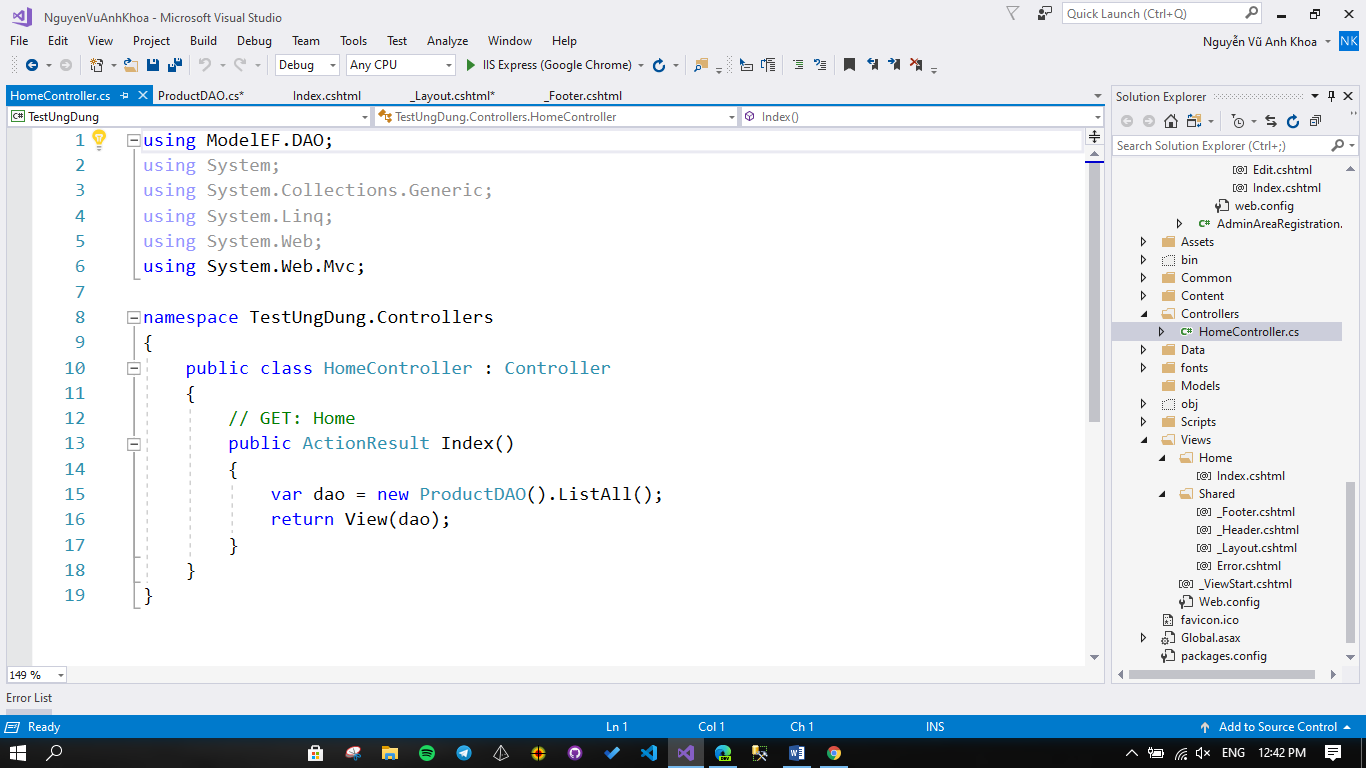 NguyenVuAnhKhoa - Microsoft Visual Studio
Quick Launch (Ctrl+Q)
File Edit View Project Build Debug Team Tools Test Analyze Window Help
Nguyễn Vũ Anh Khoa NK
Debug Any CPU IIS Express (Google Chrome)
HomeController.cs ProductDAO.cs* Index.cshtml _Layout.cshtml* _Footer.cshtml
C# TestUngDung TestUngDung.Controllers.HomeController Index()
1 using ModelEF.DAO;
2 using System;
3 using System.Collections.Generic;
4 using System.Linq;
5 using System.Web;
6 using System.Web.Mvc;
7
8 namespace TestUngDung.Controllers
9 {
10 public class HomeController : Controller
11 {
12 // GET: Home
13 public ActionResult Index()
14 {
15 var dao = new ProductDAO().ListAll();
16 return View(dao);
17 }
18 }
19 }
149 %
Solution Explorer
Search Solution Explorer (Ctrl+;)
Edit.cshtml
Index.cshtml
web.config
C# AdminAreaRegistration.
Assets
bin
Common
Content
Controllers
C# HomeController.cs
Data
fonts
Models
obj
Scripts
Views
Home
Index.cshtml
Shared
_Footer.cshtml
_Header.cshtml
_Layout.cshtml
Error.cshtml
_ViewStart.cshtml
Web.config
favicon.ico
Global.asax
packages.config
Error List
Ready Ln 1 Col 1 Ch 1 INS Add to Source Control
ENG 12:42 PM